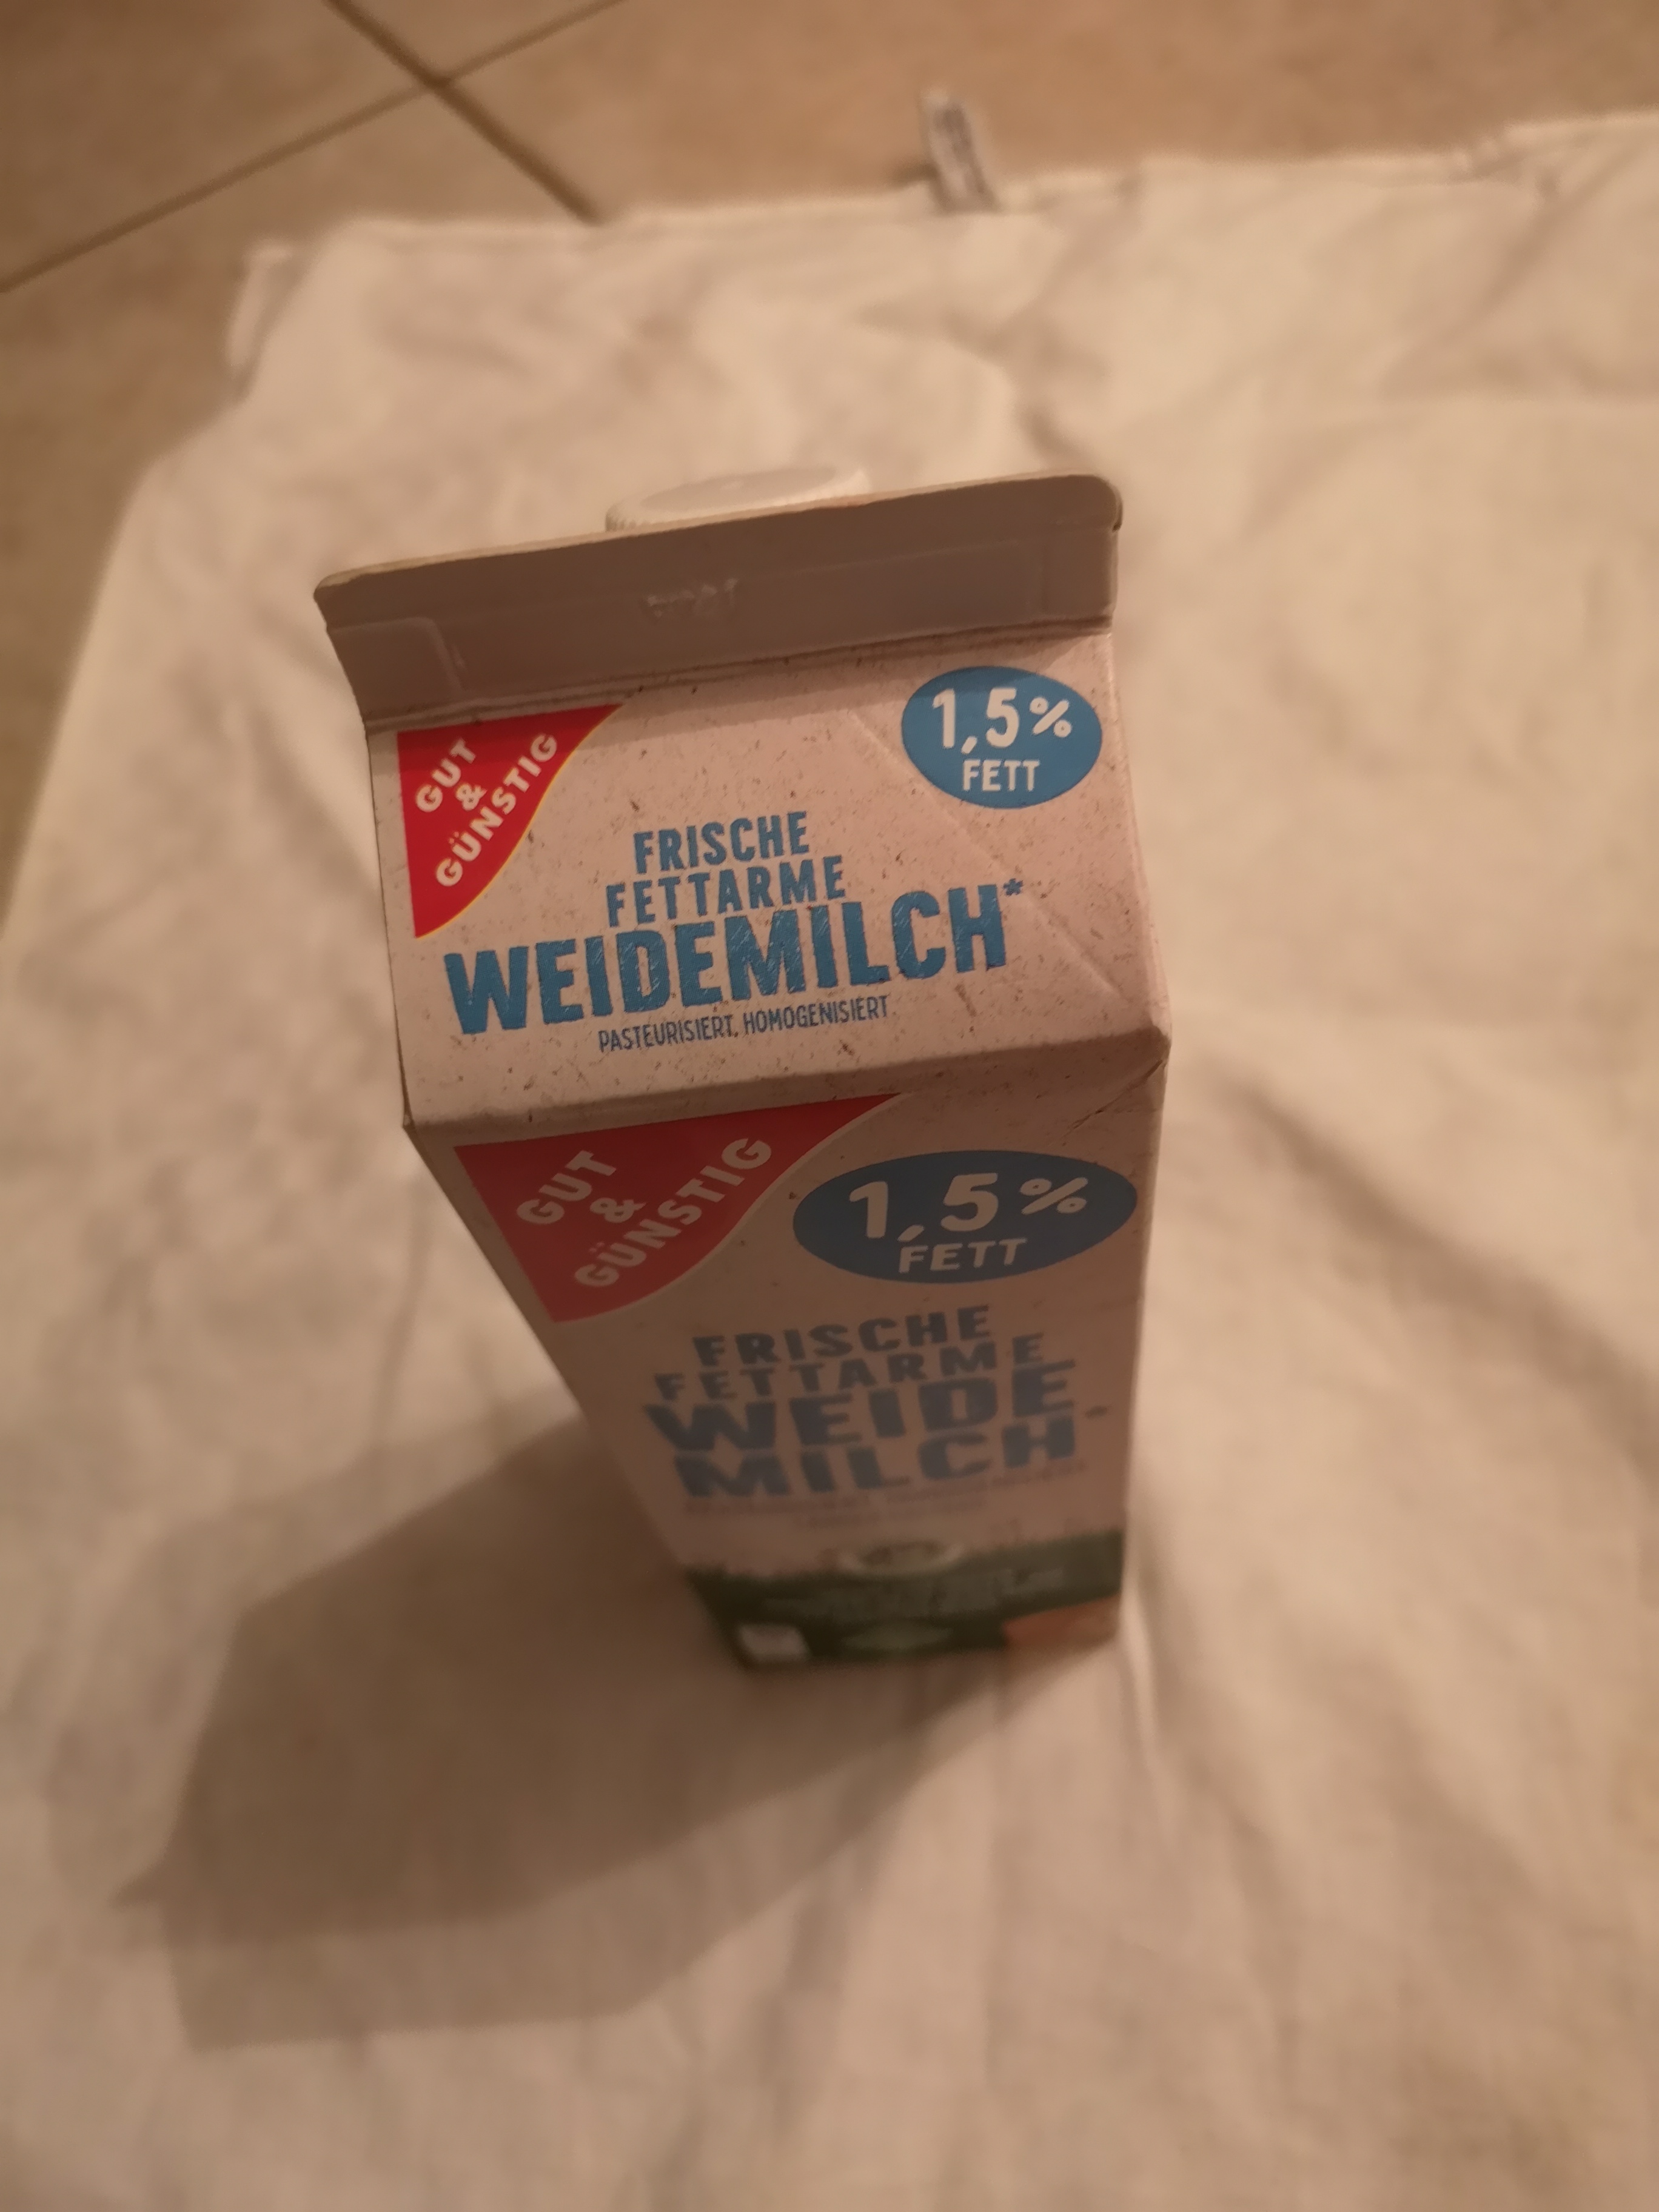 GUT
&
GÜNSTIG
1,5%
FETT
FRISCHE
FETTARME
WEIDEMILCH*
PASTEURISIERT, HOMOGENISIERT
GUT
&
GÜNSTIG
1,5%
FETT
FRISCHE
FETTARME
WEIDE
MILCH*